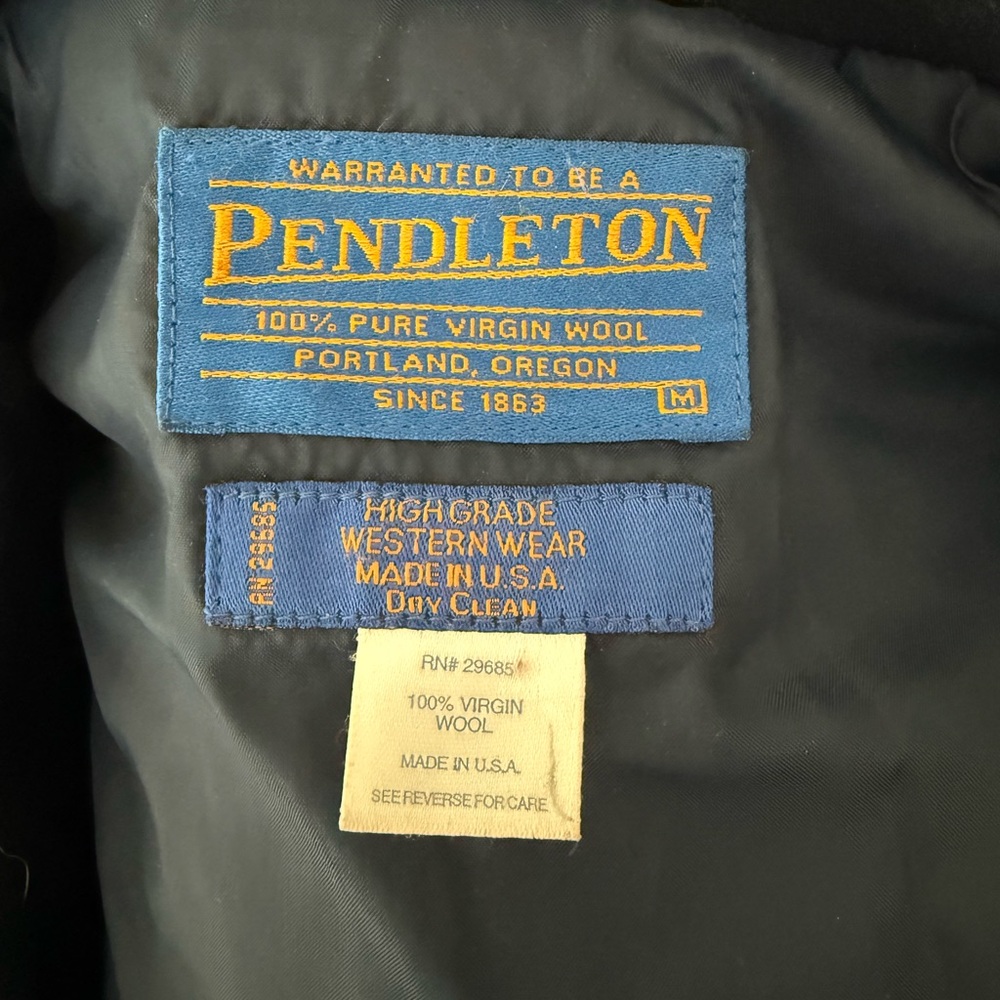 WARRANTED TO BE A
PENDLETON
100% PURE VIRGIN WOOL
PORTLAND, OREGON
SINCE 1863
M
RN 29685
HIGH GRADE
WESTERN WEAR
MADE IN U.S.A.
DRY CLEAN
RN# 29685
100% VIRGIN
WOOL
MADE IN U.S.A.
SEE REVERSE FOR CARE